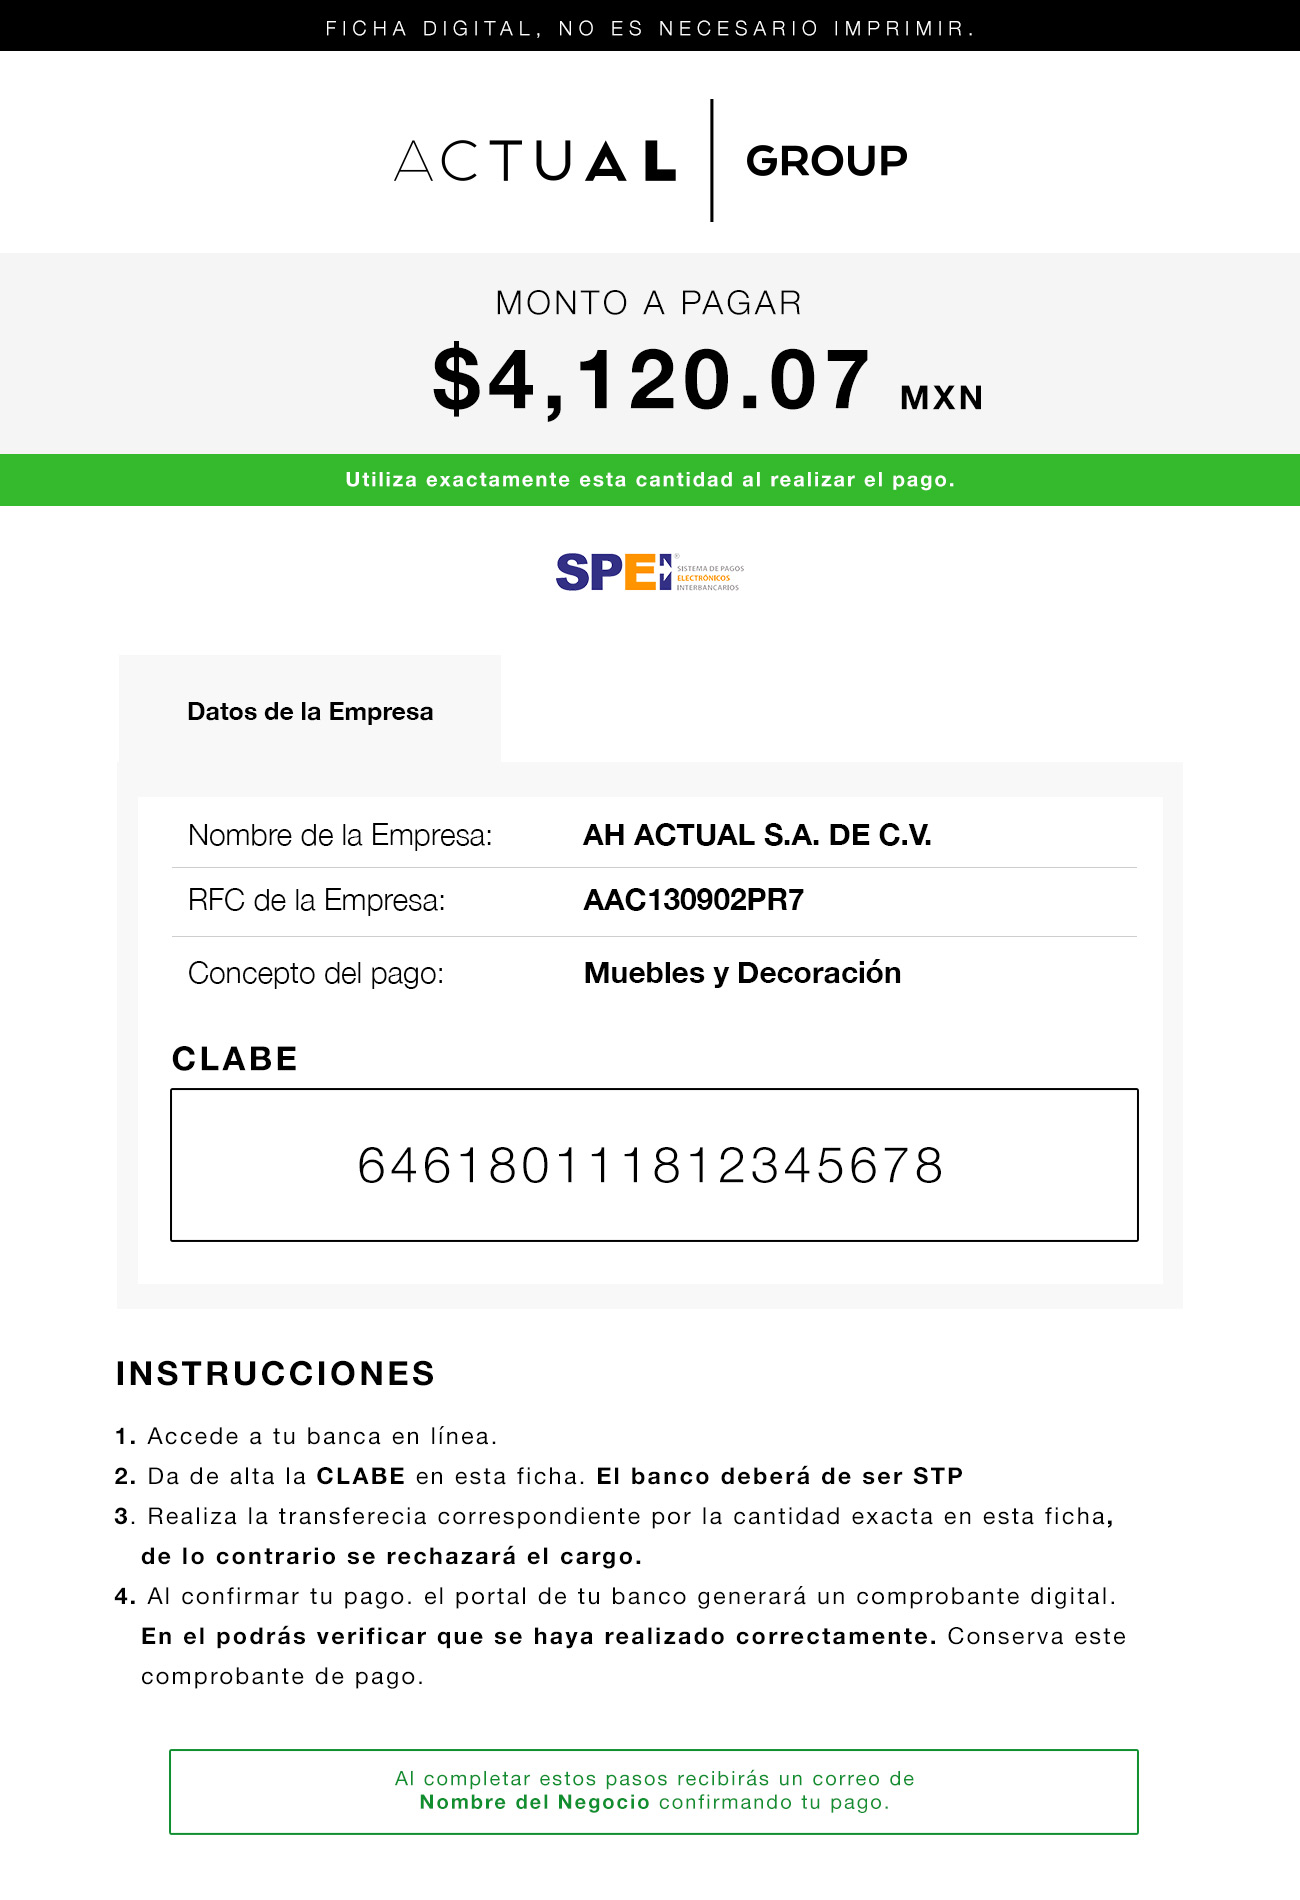 FICHA DIGITAL, NO ES NECESARIO IMPRIMIR.
ACTUAL GROUP
MONTO A PAGAR
$4,120.07 MXN
Utiliza exactamente esta cantidad al realizar el pago.
SPEI®
SISTEMA DE PAGOS
ELECTRÓNICOS
INTERBANCARIOS
Datos de la Empresa
Nombre de la Empresa: AH ACTUAL S.A. DE C.V.
RFC de la Empresa: AAC130902PR7
Concepto del pago: Muebles y Decoración
CLABE
646180111812345678
INSTRUCCIONES
1. Accede a tu banca en línea.
2. Da de alta la CLABE en esta ficha. El banco deberá de ser STP
3. Realiza la transferecia correspondiente por la cantidad exacta en esta ficha,
de lo contrario se rechazará el cargo.
4. Al confirmar tu pago. el portal de tu banco generará un comprobante digital.
En el podrás verificar que se haya realizado correctamente. Conserva este
comprobante de pago.
Al completar estos pasos recibirás un correo de
Nombre del Negocio confirmando tu pago.